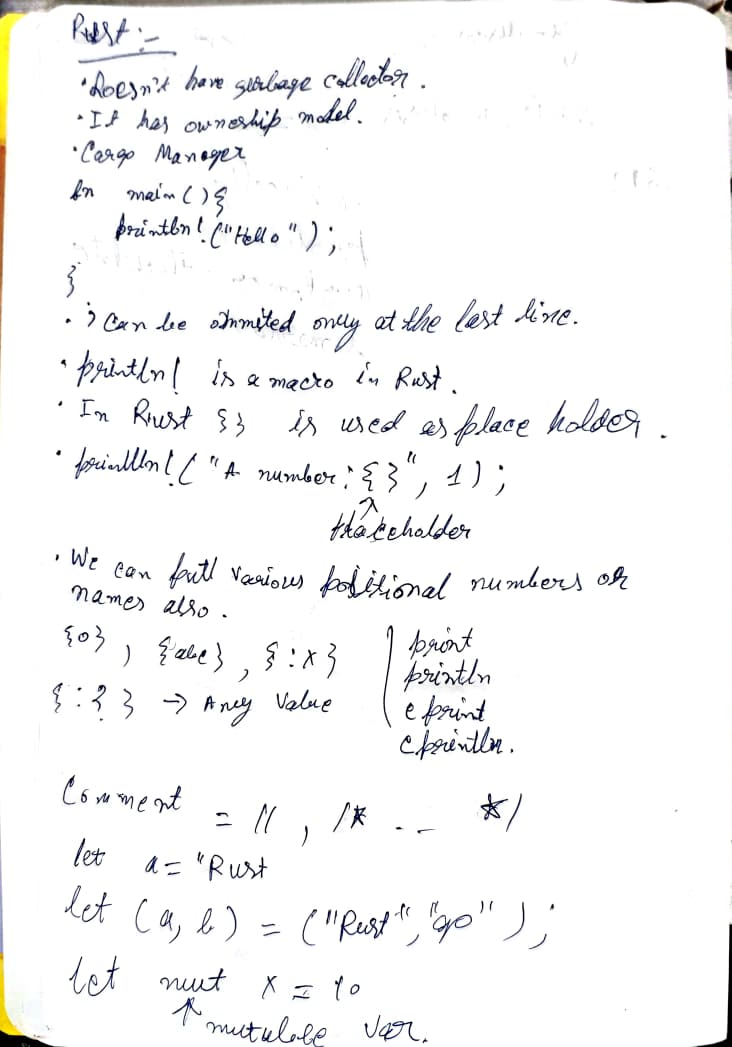 Rust :-
• Doesn't have garbage collector.
• It has ownership model.
• Cargo Manager
fn main() {
println! ("Hello");
}
• ; can be ommited only at the last line.
• println! is a macro in Rust.
• In Rust {} is used as place holder.
• println! ("A number: {}", 1);
placeholder
• We can put various positional numbers or
names also.
{0}, {abc}, {:x}
{:?} → Any Value
print
println
eprint
eprintln.
Comment = //, /* .. */
let a = "Rust
let (a, b) = ("Rust", "go");
let mut x = 10
mutable var.